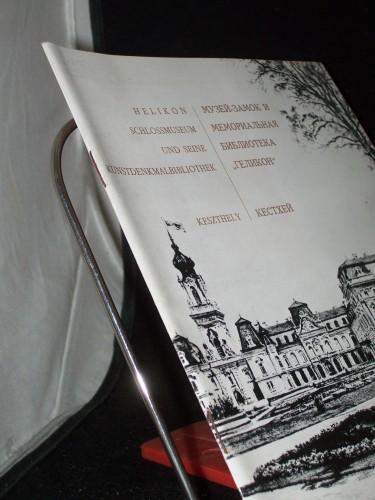 HELIKON
SCHLOSSMUSEUM
UND SEINE
KUNSTDENKMALBIBLIOTHEK
KESZTHELY
МУЗЕЙ-ЗАМОК И
МЕМОРИАЛЬНАЯ
БИБЛИОТЕКА
„ГЕЛИКОН“
КЕСТХЕЙ